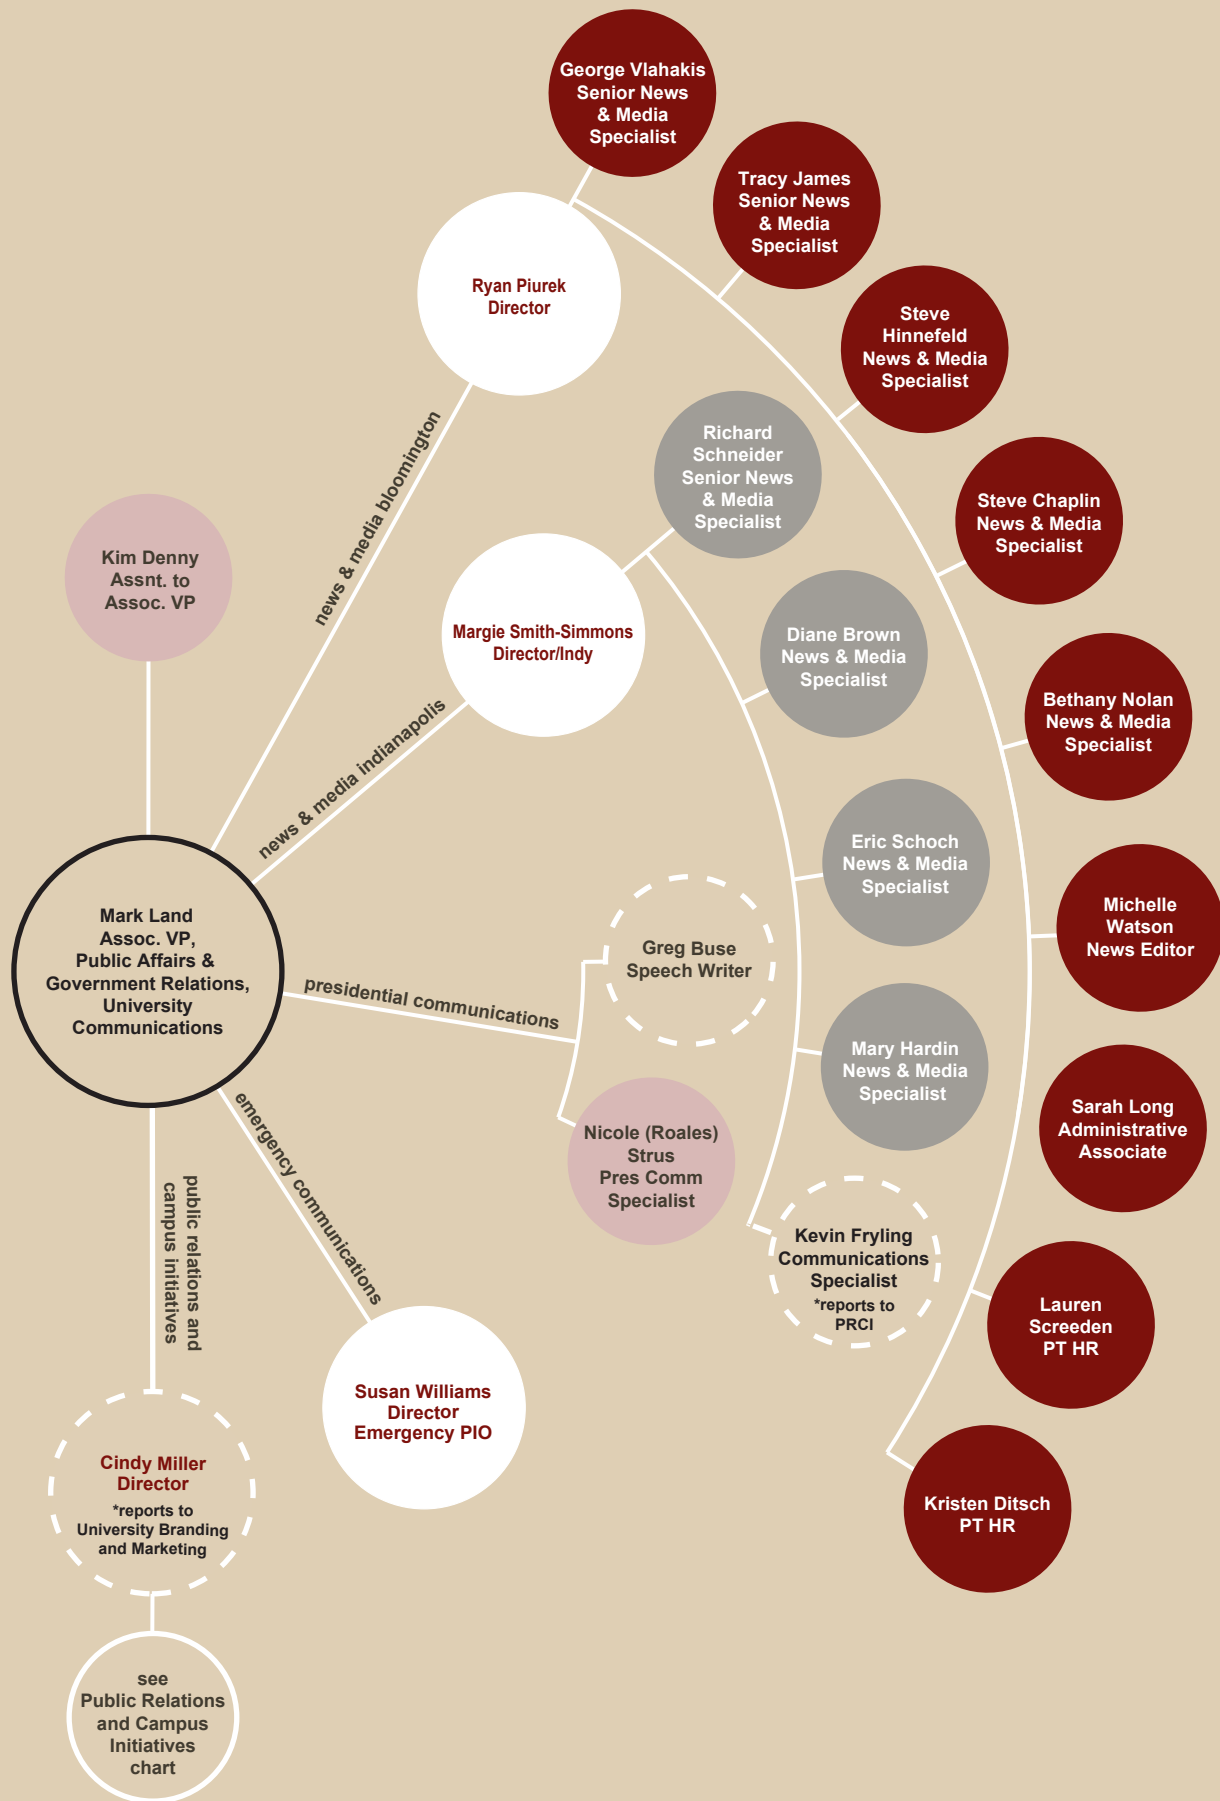 George Vlahakis
Senior News
& Media
Specialist
Tracy James
Senior News
& Media
Specialist
Ryan Piurek
Director
Steve
Hinnefeld
News & Media
Specialist
Richard
Schneider
Senior News
& Media
Specialist
news & media bloomington
Steve Chaplin
News & Media
Specialist
Kim Denny
Assnt. to
Assoc. VP
Margie Smith-Simmons
Director/Indy
Diane Brown
News & Media
Specialist
Bethany Nolan
News & Media
Specialist
news & media indianapolis
Eric Schoch
News & Media
Specialist
Mark Land
Assoc. VP,
Public Affairs &
Government Relations,
University
Communications
Greg Buse
Speech Writer
Michelle
Watson
News Editor
presidential communications
Mary Hardin
News & Media
Specialist
Sarah Long
Administrative
Associate
Nicole (Roales)
Strus
Pres Comm
Specialist
emergency communications
public relations and
campus initiatives
Kevin Fryling
Communications
Specialist
*reports to
PRCI
Lauren
Screeden
PT HR
Susan Williams
Director
Emergency PIO
Cindy Miller
Director
*reports to
University Branding
and Marketing
Kristen Ditsch
PT HR
see
Public Relations
and Campus
Initiatives
chart